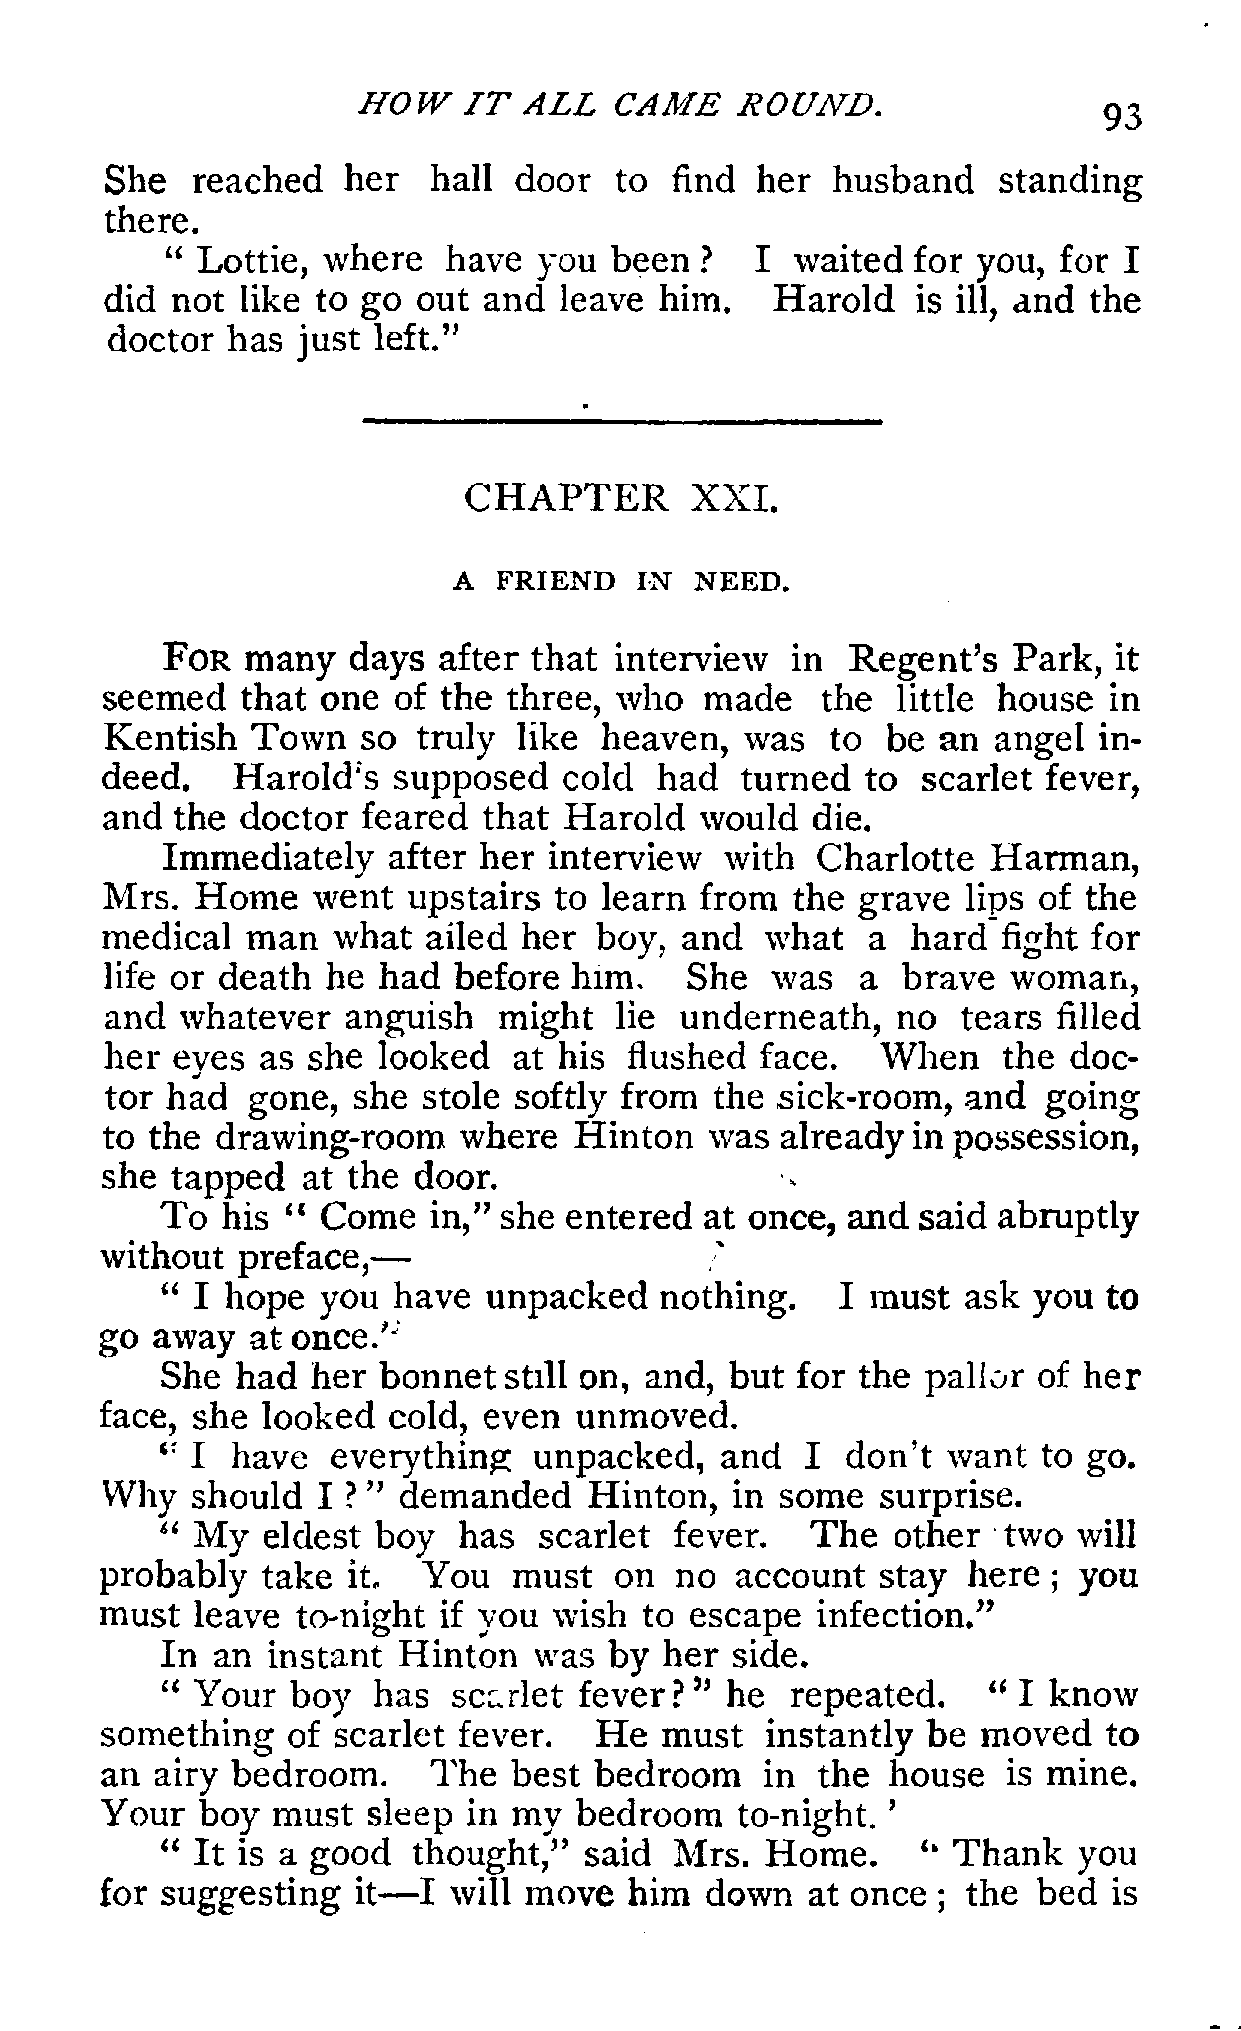 HOW IT ALL CAME ROUND. 93
She reached her hall door to find her husband standing
there.
" Lottie, where have you been ? I waited for you, for I
did not like to go out and leave him. Harold is ill, and the
doctor has just left."
CHAPTER XXI.
A FRIEND IN NEED.
FOR many days after that interview in Regent's Park, it
seemed that one of the three, who made the little house in
Kentish Town so truly like heaven, was to be an angel in-
deed. Harold's supposed cold had turned to scarlet fever,
and the doctor feared that Harold would die.
Immediately after her interview with Charlotte Harman,
Mrs. Home went upstairs to learn from the grave lips of the
medical man what ailed her boy, and what a hard fight for
life or death he had before him. She was a brave woman,
and whatever anguish might lie underneath, no tears filled
her eyes as she looked at his flushed face. When the doc-
tor had gone, she stole softly from the sick-room, and going
to the drawing-room where Hinton was already in possession,
she tapped at the door.
To his " Come in," she entered at once, and said abruptly
without preface,—
" I hope you have unpacked nothing. I must ask you to
go away at once."
She had her bonnet still on, and, but for the pallor of her
face, she looked cold, even unmoved.
" I have everything unpacked, and I don't want to go.
Why should I ? " demanded Hinton, in some surprise.
" My eldest boy has scarlet fever. The other two will
probably take it. You must on no account stay here ; you
must leave to-night if you wish to escape infection."
In an instant Hinton was by her side.
" Your boy has scarlet fever? " he repeated. " I know
something of scarlet fever. He must instantly be moved to
an airy bedroom. The best bedroom in the house is mine.
Your boy must sleep in my bedroom to-night. '
" It is a good thought," said Mrs. Home. " Thank you
for suggesting it—I will move him down at once ; the bed is